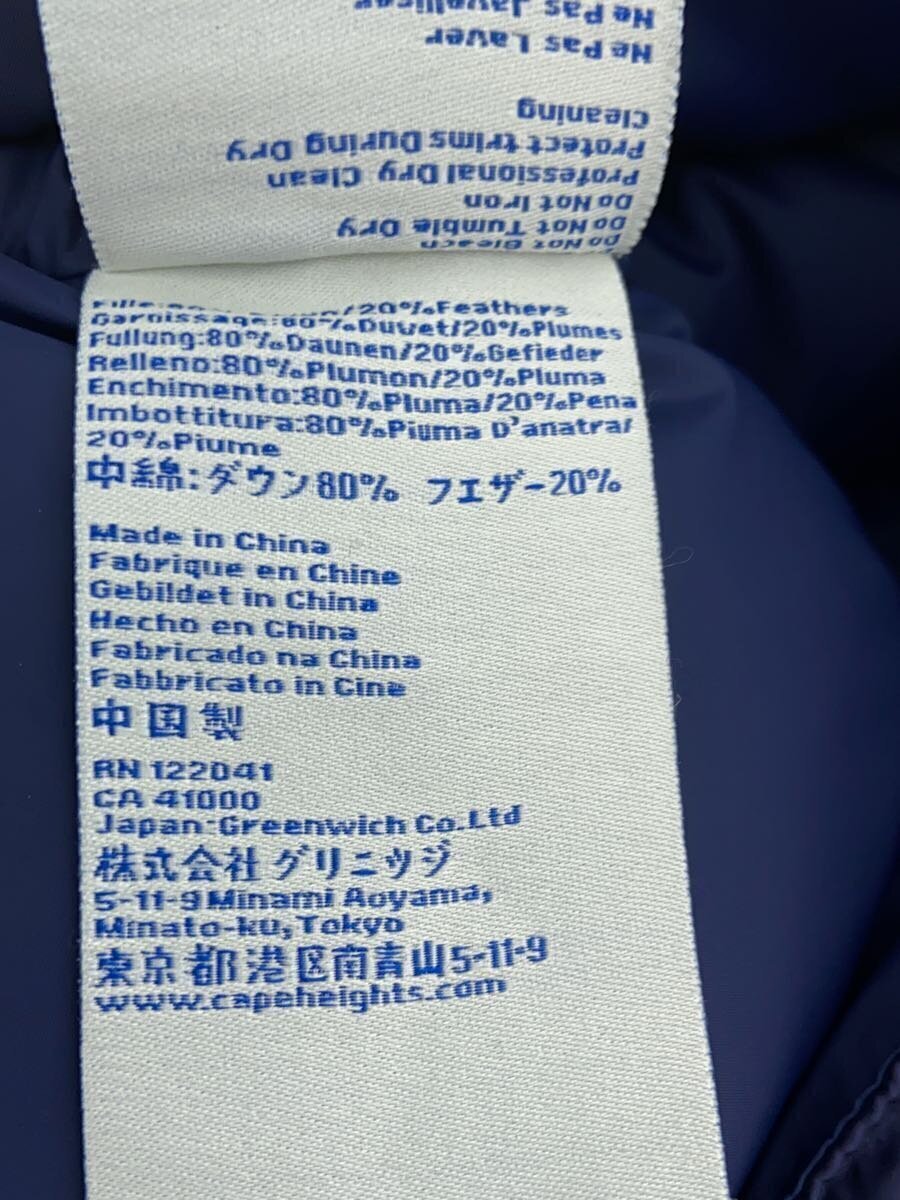 Do Not Bleach
Do Not Tumble Dry
Do Not Iron
Professional Dry Clean
Protect trims During Dry
Cleaning
Ne Pas Laver
Ne Pas Javelliser
/20%Feathers
Garnissage:80%Duvet/20%Plumes
Fullung:80%Daunen/20%Gefieder
Relleno:80%Plumon/20%Pluma
Enchimento:80%Pluma/20%Pena
Imbottitura:80%Piuma D'anatra/
20%Piume
中綿:ダウン80% フェザー20%
Made in China
Fabrique en Chine
Gebildet in China
Hecho en China
Fabricado na China
Fabbricato in Cine
中国製
RN 122041
CA 41000
Japan:Greenwich Co.Ltd
株式会社グリニッジ
5-11-9 Minami Aoyama,
Minato-ku,Tokyo
東京都港区南青山5-11-9
www.capeheights.com